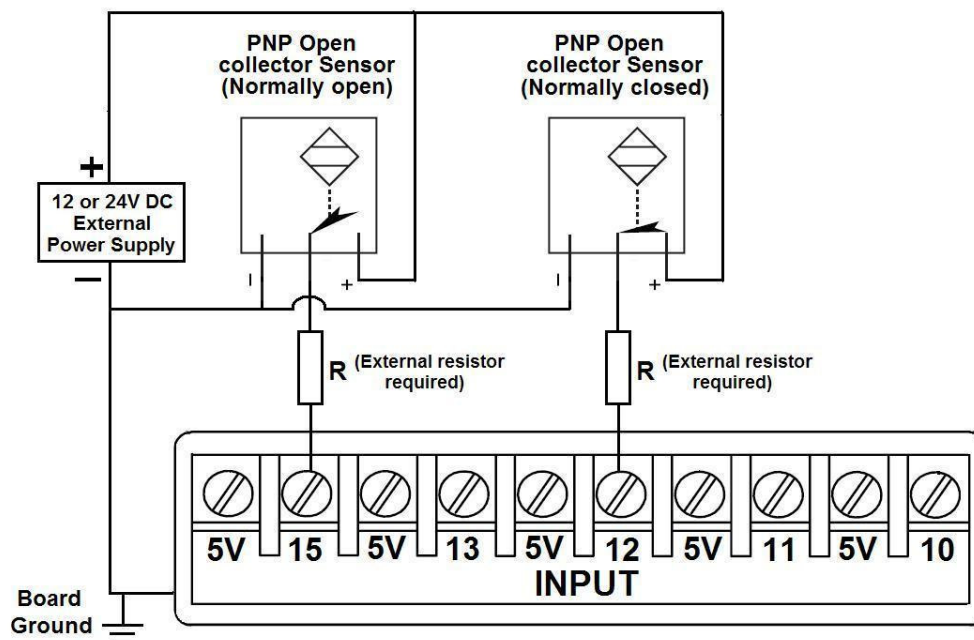 PNP Open
collector Sensor
(Normally open)
PNP Open
collector Sensor
(Normally closed)
+
12 or 24V DC
External
Power Supply
−
I
+
I
+
R (External resistor
required)
R (External resistor
required)
5V 15 5V 13 5V 12 5V 11 5V 10
INPUT
Board
Ground